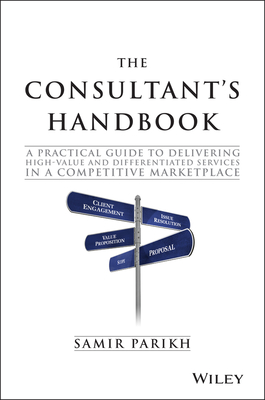 THE
CONSULTANT'S
HANDBOOK
A PRACTICAL GUIDE TO DELIVERING
HIGH-VALUE AND DIFFERENTIATED SERVICES
IN A COMPETITIVE MARKETPLACE
CLIENT
ENGAGEMENT
ISSUE
RESOLUTION
VALUE
PROPOSITION
PROPOSAL
SAMIR PARIKH
WILEY